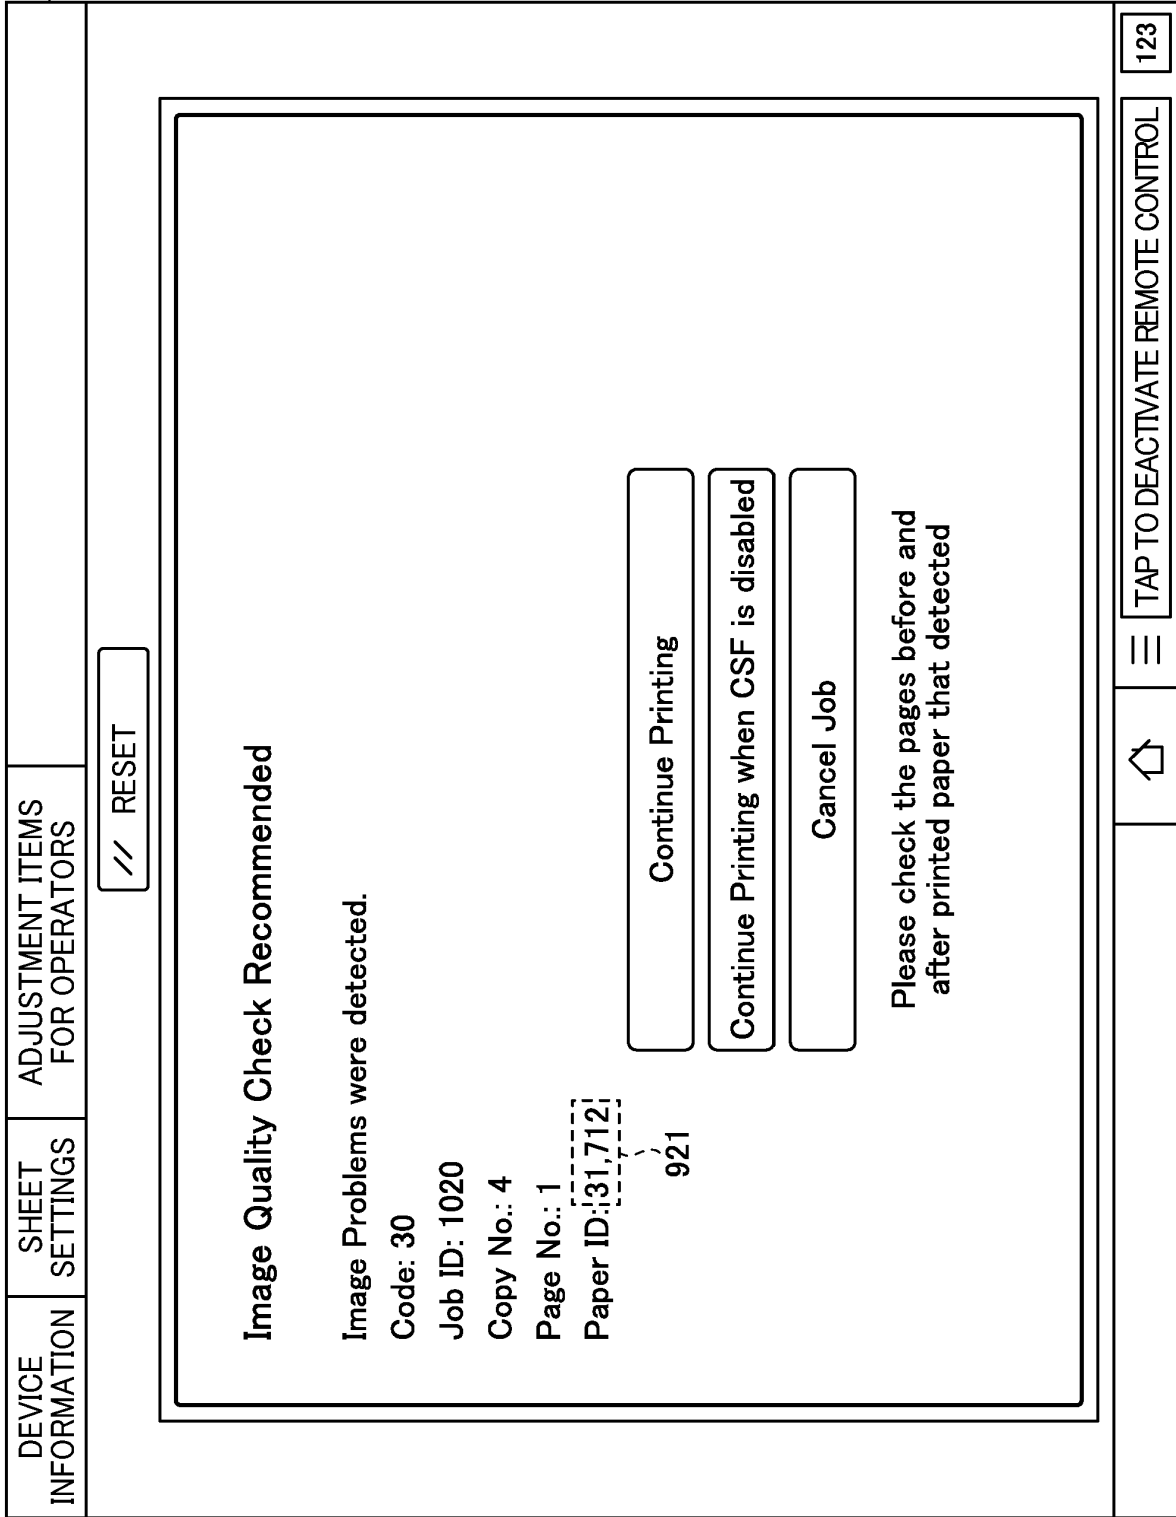 DEVICE
INFORMATION
SHEET
SETTINGS
ADJUSTMENT ITEMS
FOR OPERATORS
// RESET
Image Quality Check Recommended
Image Problems were detected.
Code: 30
Job ID: 1020
Copy No.: 4
Page No.: 1
Paper ID: 31,712
921
Continue Printing
Continue Printing when CSF is disabled
Cancel Job
Please check the pages before and
after printed paper that detected
TAP TO DEACTIVATE REMOTE CONTROL
123